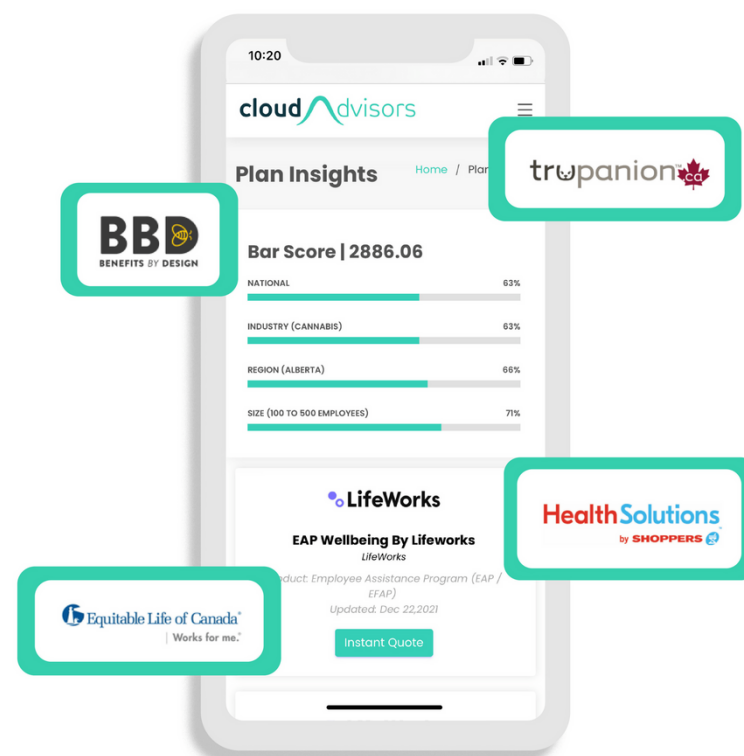 10:20
cloudAdvisors
Plan Insights
Home / Plan
trupanion™
ca
BBD
BENEFITS BY DESIGN
Bar Score | 2886.06
NATIONAL 63%
INDUSTRY (CANNABIS) 63%
REGION (ALBERTA) 66%
SIZE (100 TO 500 EMPLOYEES) 71%
LifeWorks
EAP Wellbeing By Lifeworks
LifeWorks
duct: Employee Assistance Program (EAP /
EFAP)
Updated: Dec 22,2021
Instant Quote
HealthSolutions
by SHOPPERS
Equitable Life of Canada®
Works for me.®